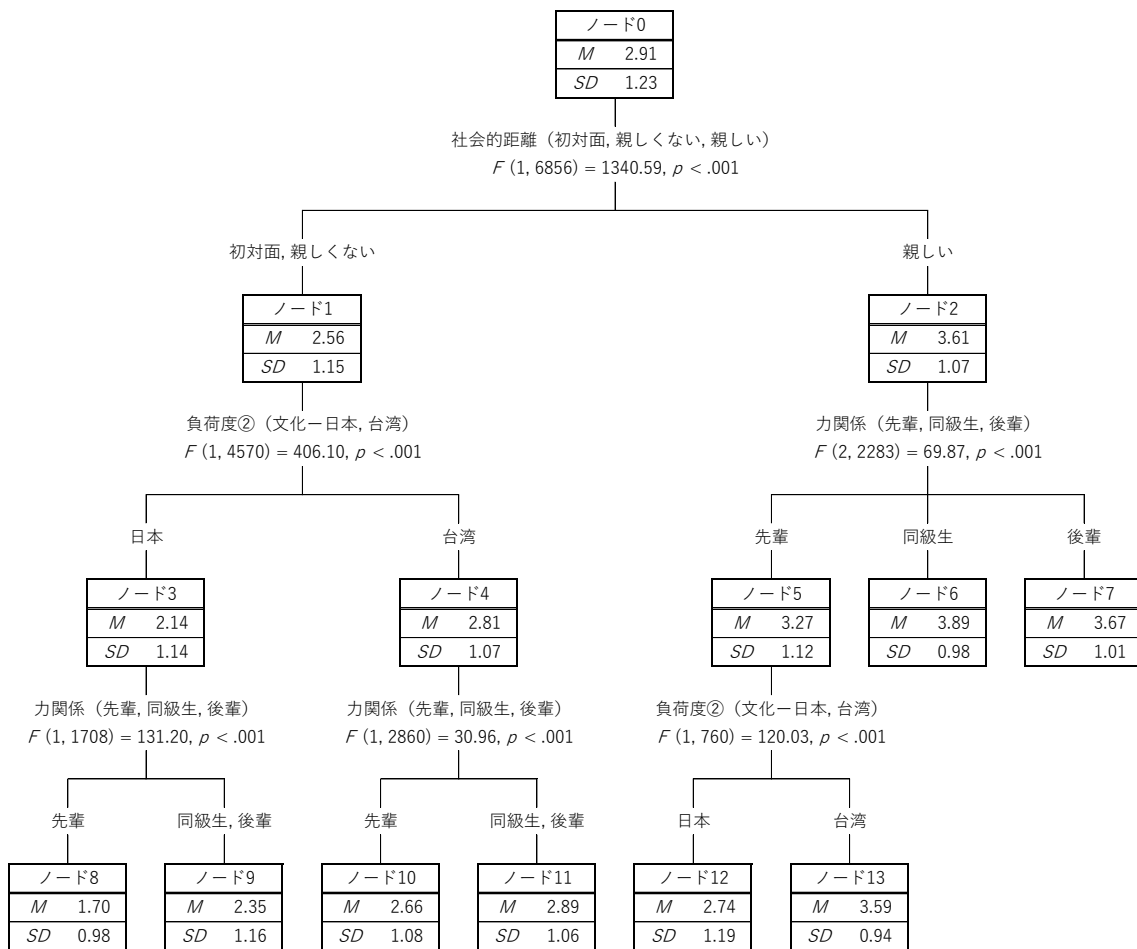 ノード0
M 2.91
SD 1.23
社会的距離（初対面, 親しくない, 親しい）
F (1, 6856) = 1340.59, p < .001
初対面, 親しくない
親しい
ノード1
M 2.56
SD 1.15
ノード2
M 3.61
SD 1.07
負荷度②（文化ー日本, 台湾）
F (1, 4570) = 406.10, p < .001
力関係（先輩, 同級生, 後輩）
F (2, 2283) = 69.87, p < .001
日本
台湾
先輩
同級生
後輩
ノード3
M 2.14
SD 1.14
ノード4
M 2.81
SD 1.07
ノード5
M 3.27
SD 1.12
ノード6
M 3.89
SD 0.98
ノード7
M 3.67
SD 1.01
力関係（先輩, 同級生, 後輩）
F (1, 1708) = 131.20, p < .001
力関係（先輩, 同級生, 後輩）
F (1, 2860) = 30.96, p < .001
負荷度②（文化ー日本, 台湾）
F (1, 760) = 120.03, p < .001
先輩
同級生, 後輩
先輩
同級生, 後輩
日本
台湾
ノード8
M 1.70
SD 0.98
ノード9
M 2.35
SD 1.16
ノード10
M 2.66
SD 1.08
ノード11
M 2.89
SD 1.06
ノード12
M 2.74
SD 1.19
ノード13
M 3.59
SD 0.94